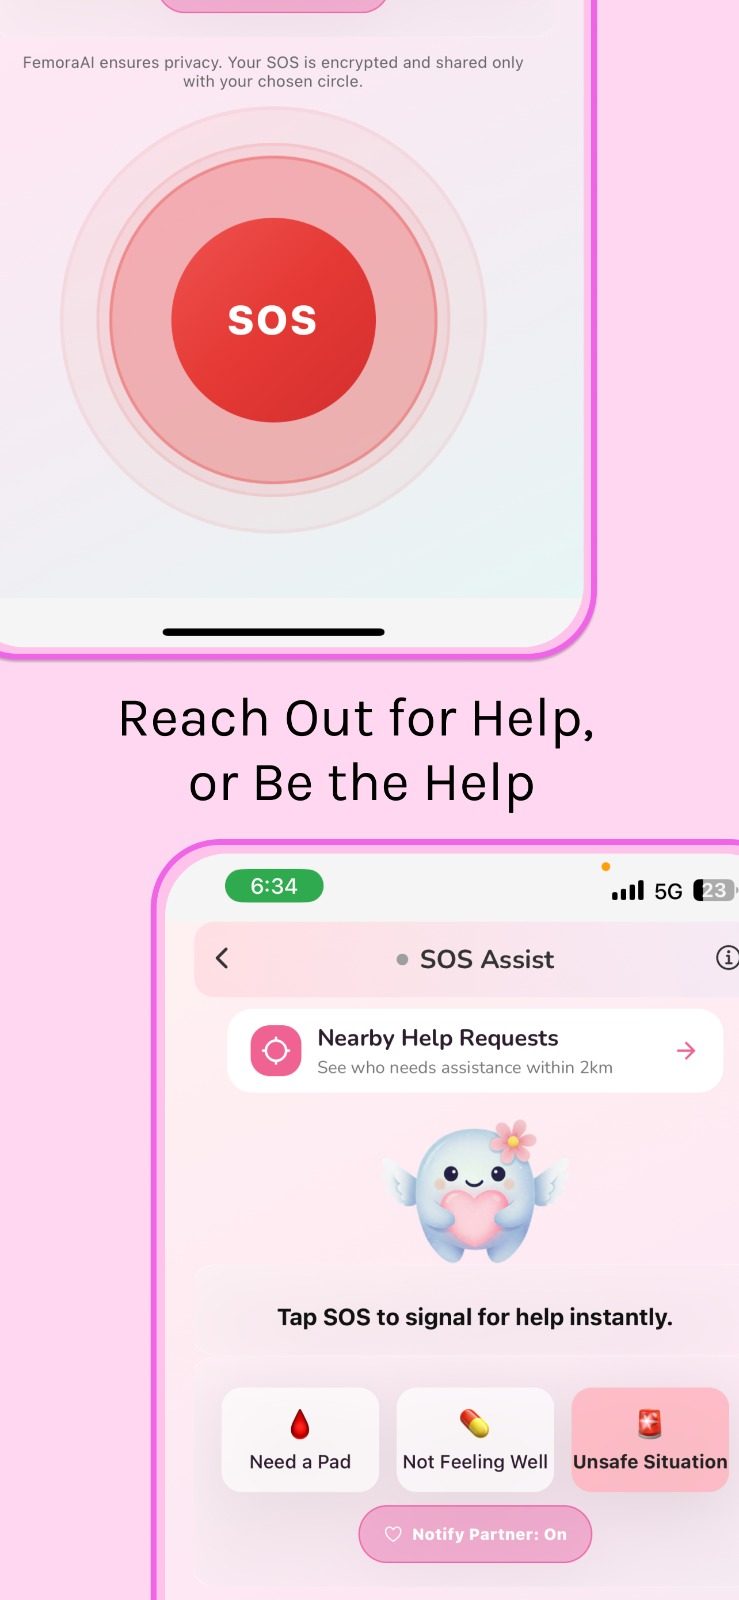 FemoraAI ensures privacy. Your SOS is encrypted and shared only
with your chosen circle.
SOS
Reach Out for Help,
or Be the Help
6:34
5G 23
SOS Assist
Nearby Help Requests
See who needs assistance within 2km
Tap SOS to signal for help instantly.
Need a Pad
Not Feeling Well
Unsafe Situation
Notify Partner: On